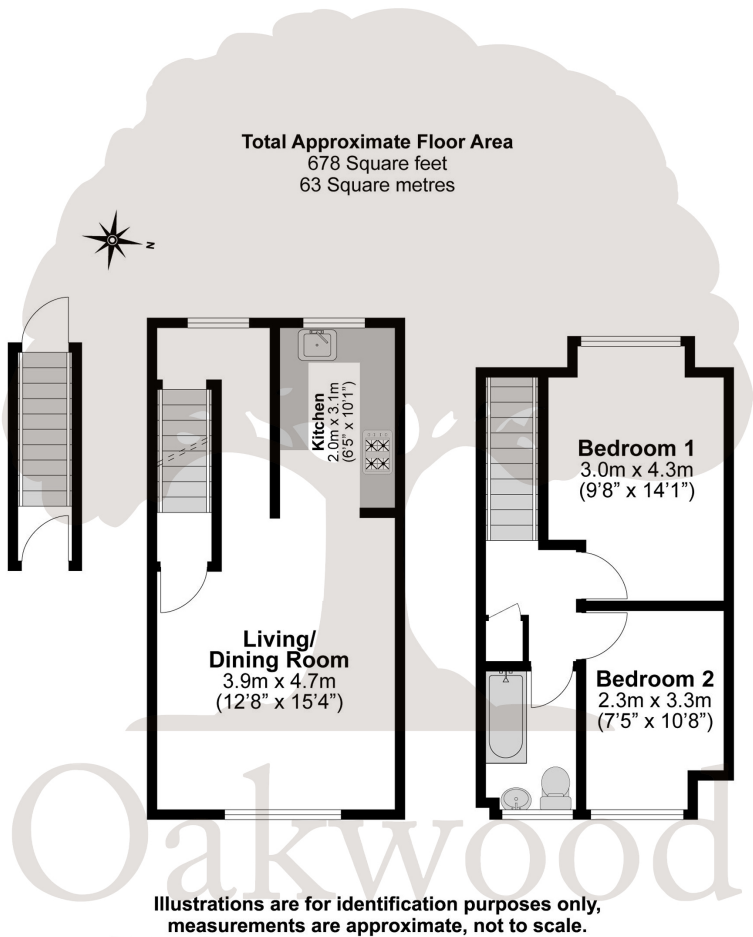 Total Approximate Floor Area
678 Square feet
63 Square metres
N
Kitchen
2.0m x 3.1m
(6'5" x 10'1")
Living/
Dining Room
3.9m x 4.7m
(12'8" x 15'4")
Bedroom 1
3.0m x 4.3m
(9'8" x 14'1")
Bedroom 2
2.3m x 3.3m
(7'5" x 10'8")
Oakwood
Illustrations are for identification purposes only,
measurements are approximate, not to scale.